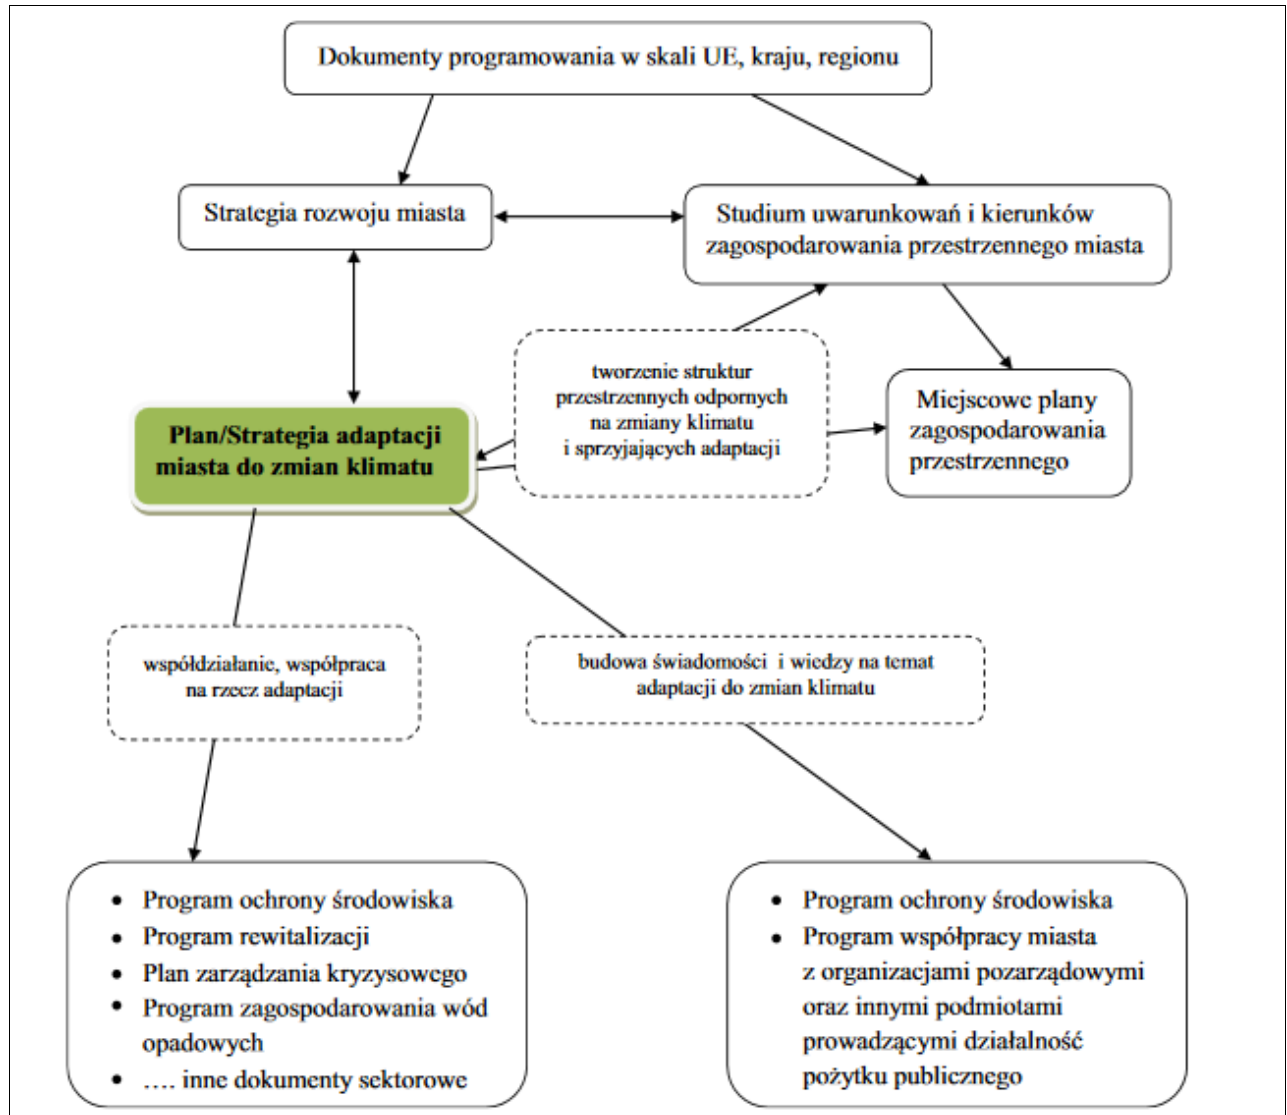 Dokumenty programowania w skali UE, kraju, regionu
Strategia rozwoju miasta
Studium uwarunkowań i kierunków
zagospodarowania przestrzennego miasta
tworzenie struktur
przestrzennych odpornych
na zmiany klimatu
i sprzyjających adaptacji
Miejscowe plany
zagospodarowania
przestrzennego
Plan/Strategia adaptacji
miasta do zmian klimatu
współdziałanie, współpraca
na rzecz adaptacji
budowa świadomości i wiedzy na temat
adaptacji do zmian klimatu
• Program ochrony środowiska
• Program rewitalizacji
• Plan zarządzania kryzysowego
• Program zagospodarowania wód
opadowych
• …. inne dokumenty sektorowe
• Program ochrony środowiska
• Program współpracy miasta
z organizacjami pozarządowymi
oraz innymi podmiotami
prowadzącymi działalność
pożytku publicznego